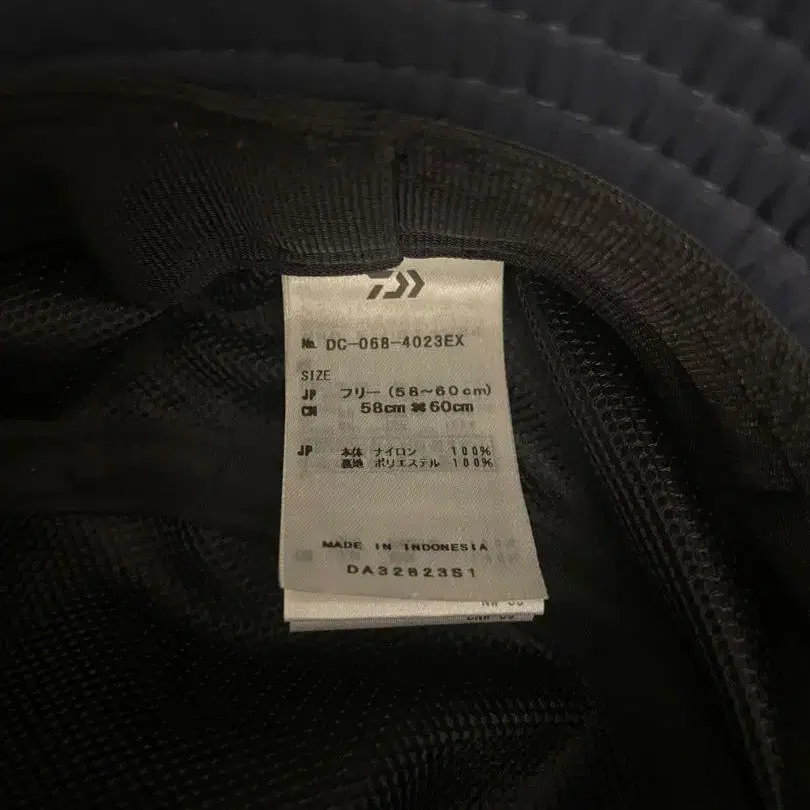 № DC-068-4023EX
SIZE
JP フリー (58~60cm)
CN 58cm ⌘ 60cm
JP 本体 ナイロン 100%
裏地 ポリエステル 100%
MADE IN INDONESIA
DA32823S1